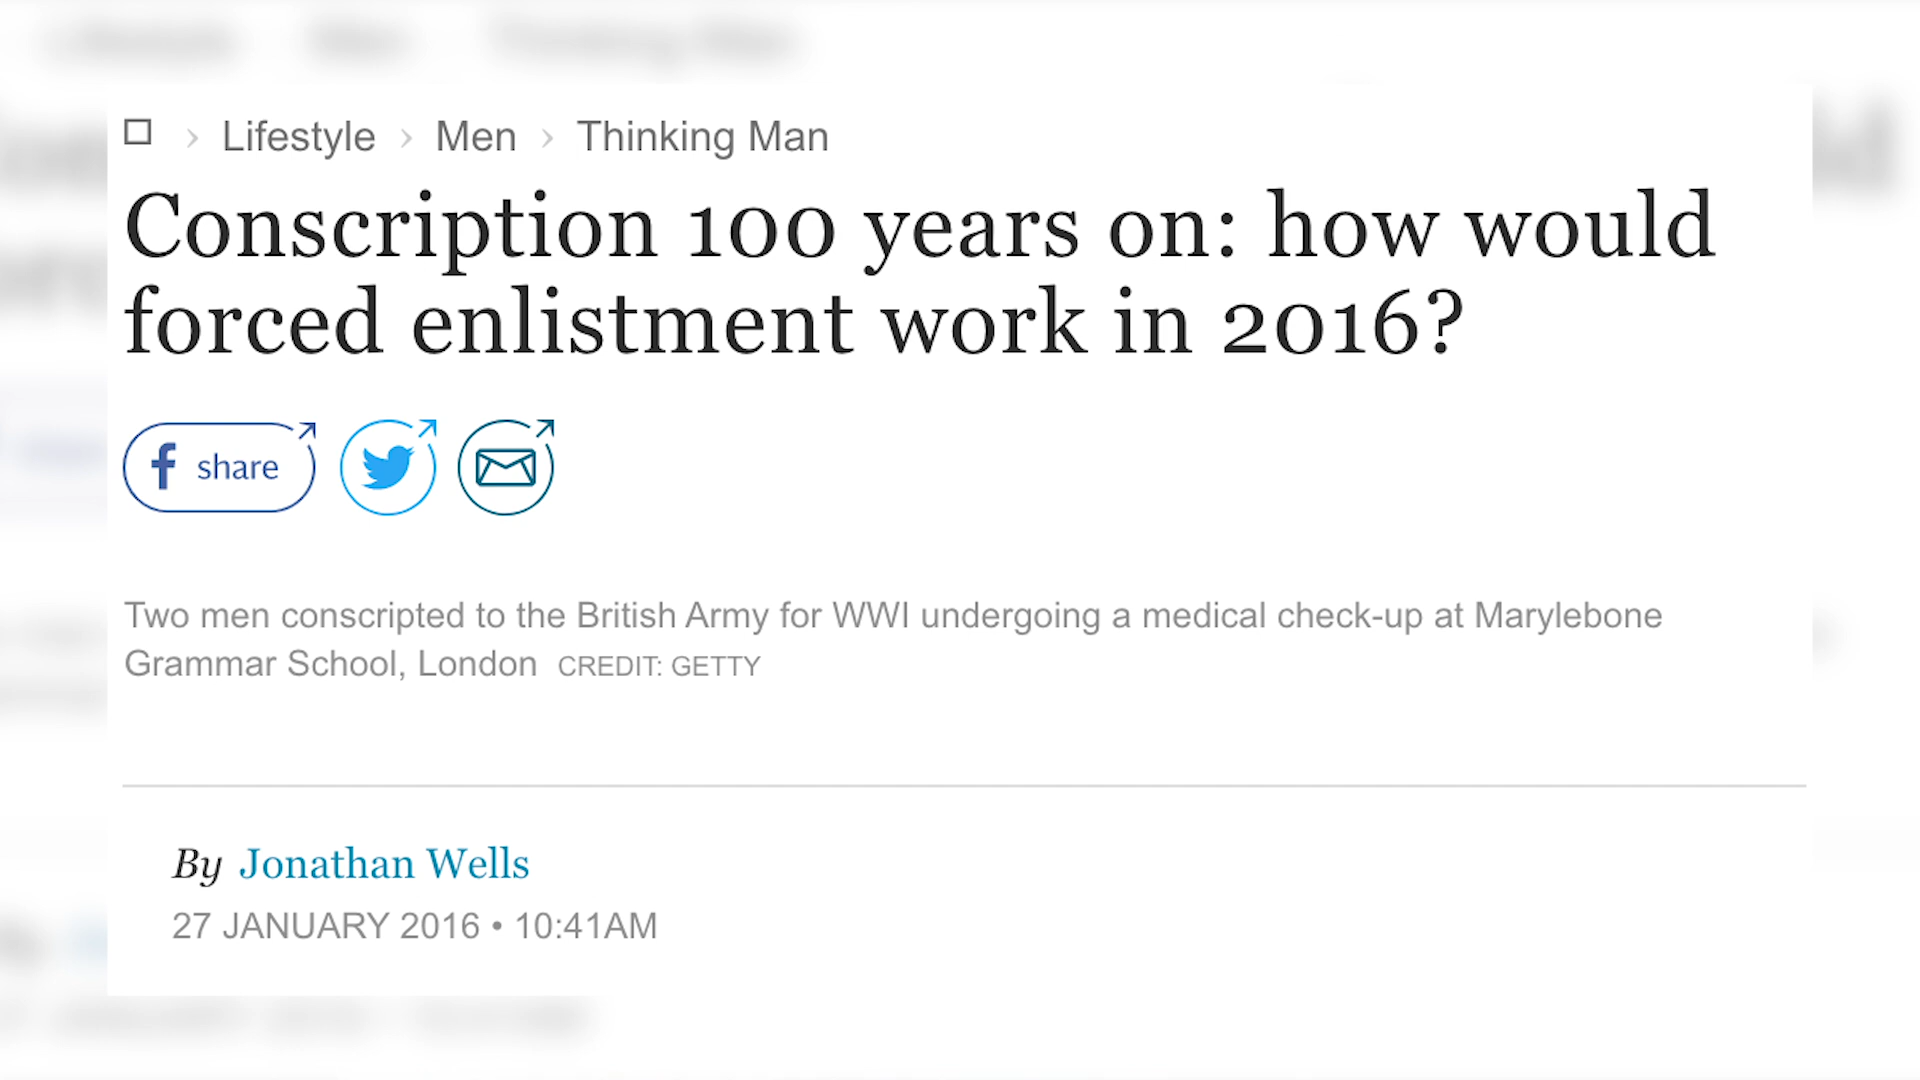 Lifestyle > Men > Thinking Man
Conscription 100 years on: how would
forced enlistment work in 2016?
share
Two men conscripted to the British Army for WWI undergoing a medical check-up at Marylebone
Grammar School, London CREDIT: GETTY
By Jonathan Wells
27 JANUARY 2016 • 10:41AM